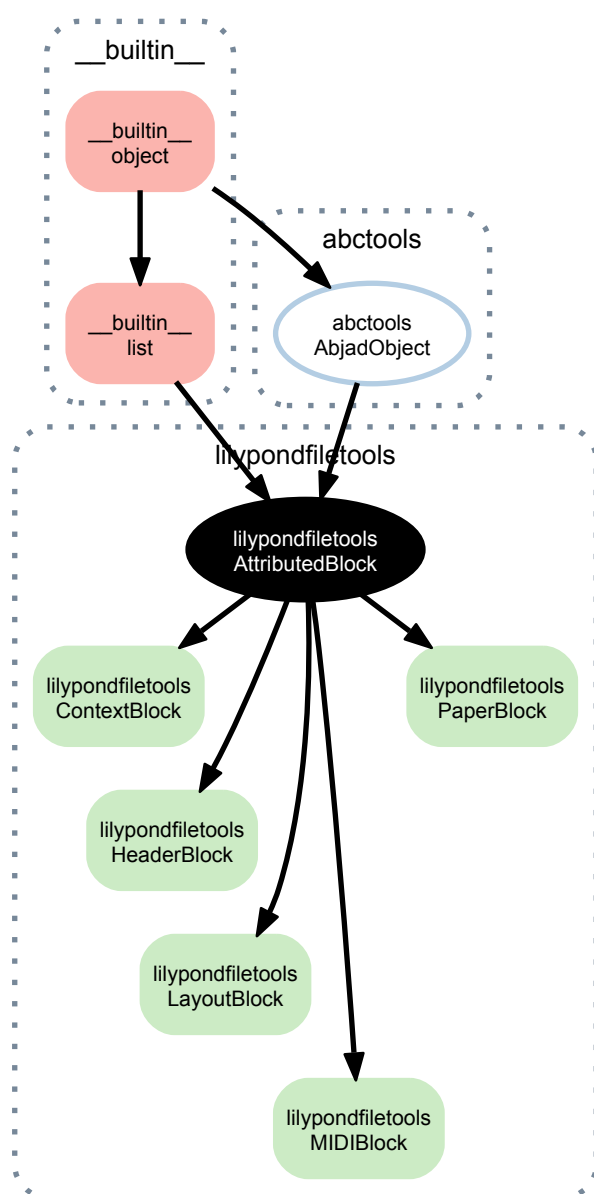 __builtin__
__builtin__
object
abctools
__builtin__
list
abctools
AbjadObject
lilypondfiletools
lilypondfiletools
AttributedBlock
lilypondfiletools
ContextBlock
lilypondfiletools
PaperBlock
lilypondfiletools
HeaderBlock
lilypondfiletools
LayoutBlock
lilypondfiletools
MIDIBlock